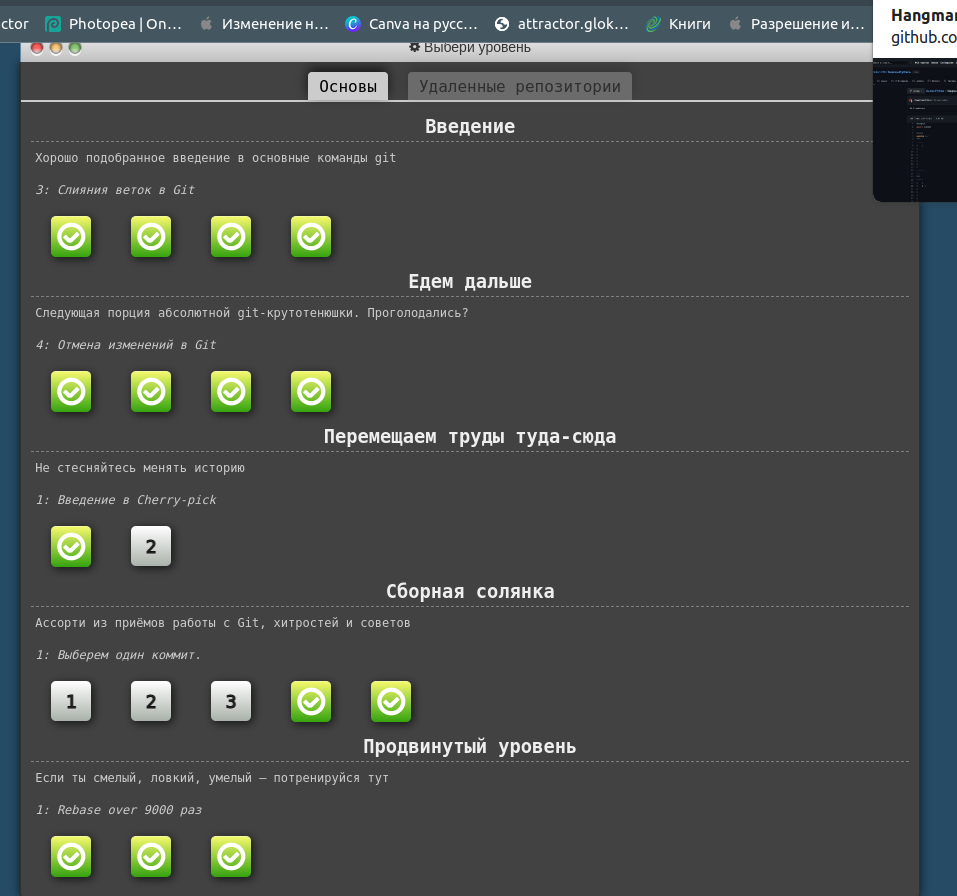 ctor Photopea | On... Изменение н... Canva на русс... attractor.glok... Книги Разрешение и...
Hangma
github.co
Выбери уровень
Основы Удаленные репозитории
Введение
Хорошо подобранное введение в основные команды git
3: Слияния веток в Git
Едем дальше
Следующая порция абсолютной git-крутотенюшки. Проголодались?
4: Отмена изменений в Git
Перемещаем труды туда-сюда
Не стесняйтесь менять историю
1: Введение в Cherry-pick
2
Сборная солянка
Ассорти из приёмов работы с Git, хитростей и советов
1: Выберем один коммит.
1 2 3
Продвинутый уровень
Если ты смелый, ловкий, умелый — потренируйся тут
1: Rebase over 9000 раз